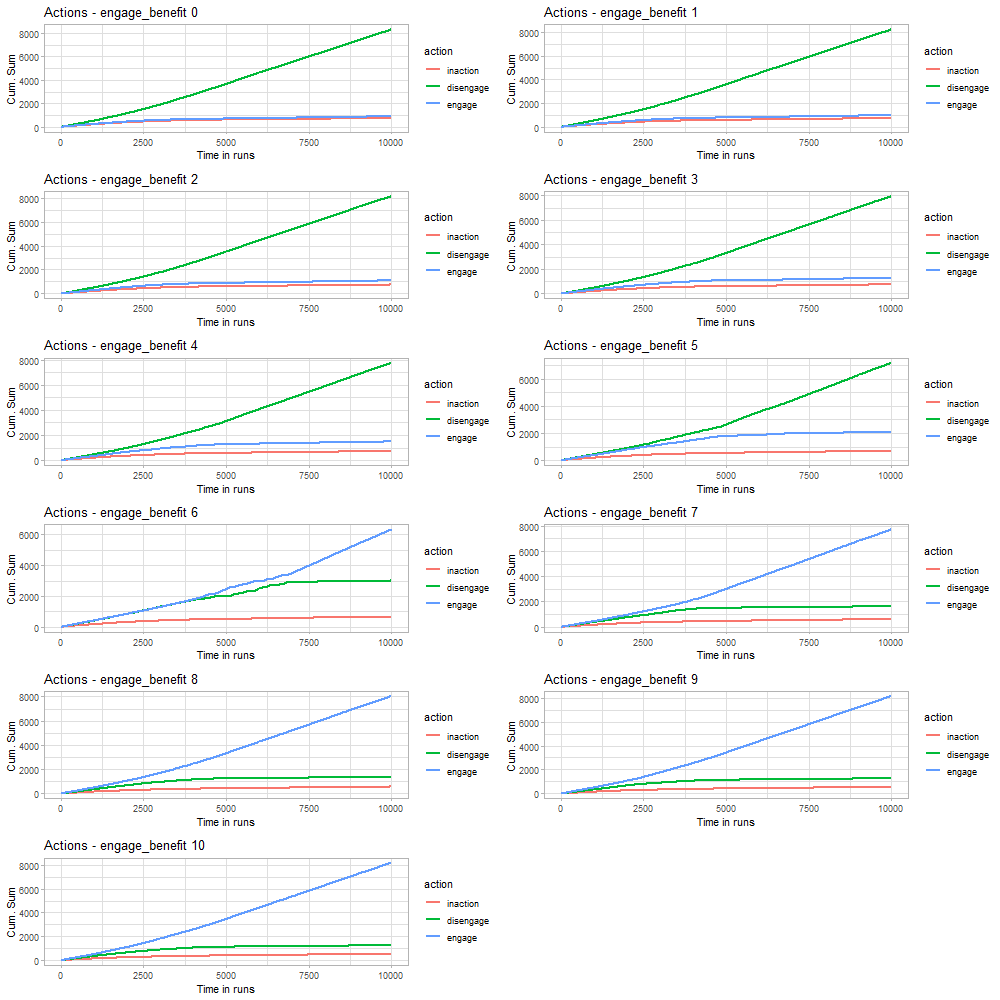 Actions - engage_benefit 0
Cum. Sum
8000
6000
4000
2000
0
0 2500 5000 7500 10000
Time in runs
action
inaction
disengage
engage
Actions - engage_benefit 1
Cum. Sum
8000
6000
4000
2000
0
0 2500 5000 7500 10000
Time in runs
action
inaction
disengage
engage
Actions - engage_benefit 2
Cum. Sum
8000
6000
4000
2000
0
0 2500 5000 7500 10000
Time in runs
action
inaction
disengage
engage
Actions - engage_benefit 3
Cum. Sum
8000
6000
4000
2000
0
0 2500 5000 7500 10000
Time in runs
action
inaction
disengage
engage
Actions - engage_benefit 4
Cum. Sum
8000
6000
4000
2000
0
0 2500 5000 7500 10000
Time in runs
action
inaction
disengage
engage
Actions - engage_benefit 5
Cum. Sum
6000
4000
2000
0
0 2500 5000 7500 10000
Time in runs
action
inaction
disengage
engage
Actions - engage_benefit 6
Cum. Sum
6000
4000
2000
0
0 2500 5000 7500 10000
Time in runs
action
inaction
disengage
engage
Actions - engage_benefit 7
Cum. Sum
8000
6000
4000
2000
0
0 2500 5000 7500 10000
Time in runs
action
inaction
disengage
engage
Actions - engage_benefit 8
Cum. Sum
8000
6000
4000
2000
0
0 2500 5000 7500 10000
Time in runs
action
inaction
disengage
engage
Actions - engage_benefit 9
Cum. Sum
8000
6000
4000
2000
0
0 2500 5000 7500 10000
Time in runs
action
inaction
disengage
engage
Actions - engage_benefit 10
Cum. Sum
8000
6000
4000
2000
0
0 2500 5000 7500 10000
Time in runs
action
inaction
disengage
engage